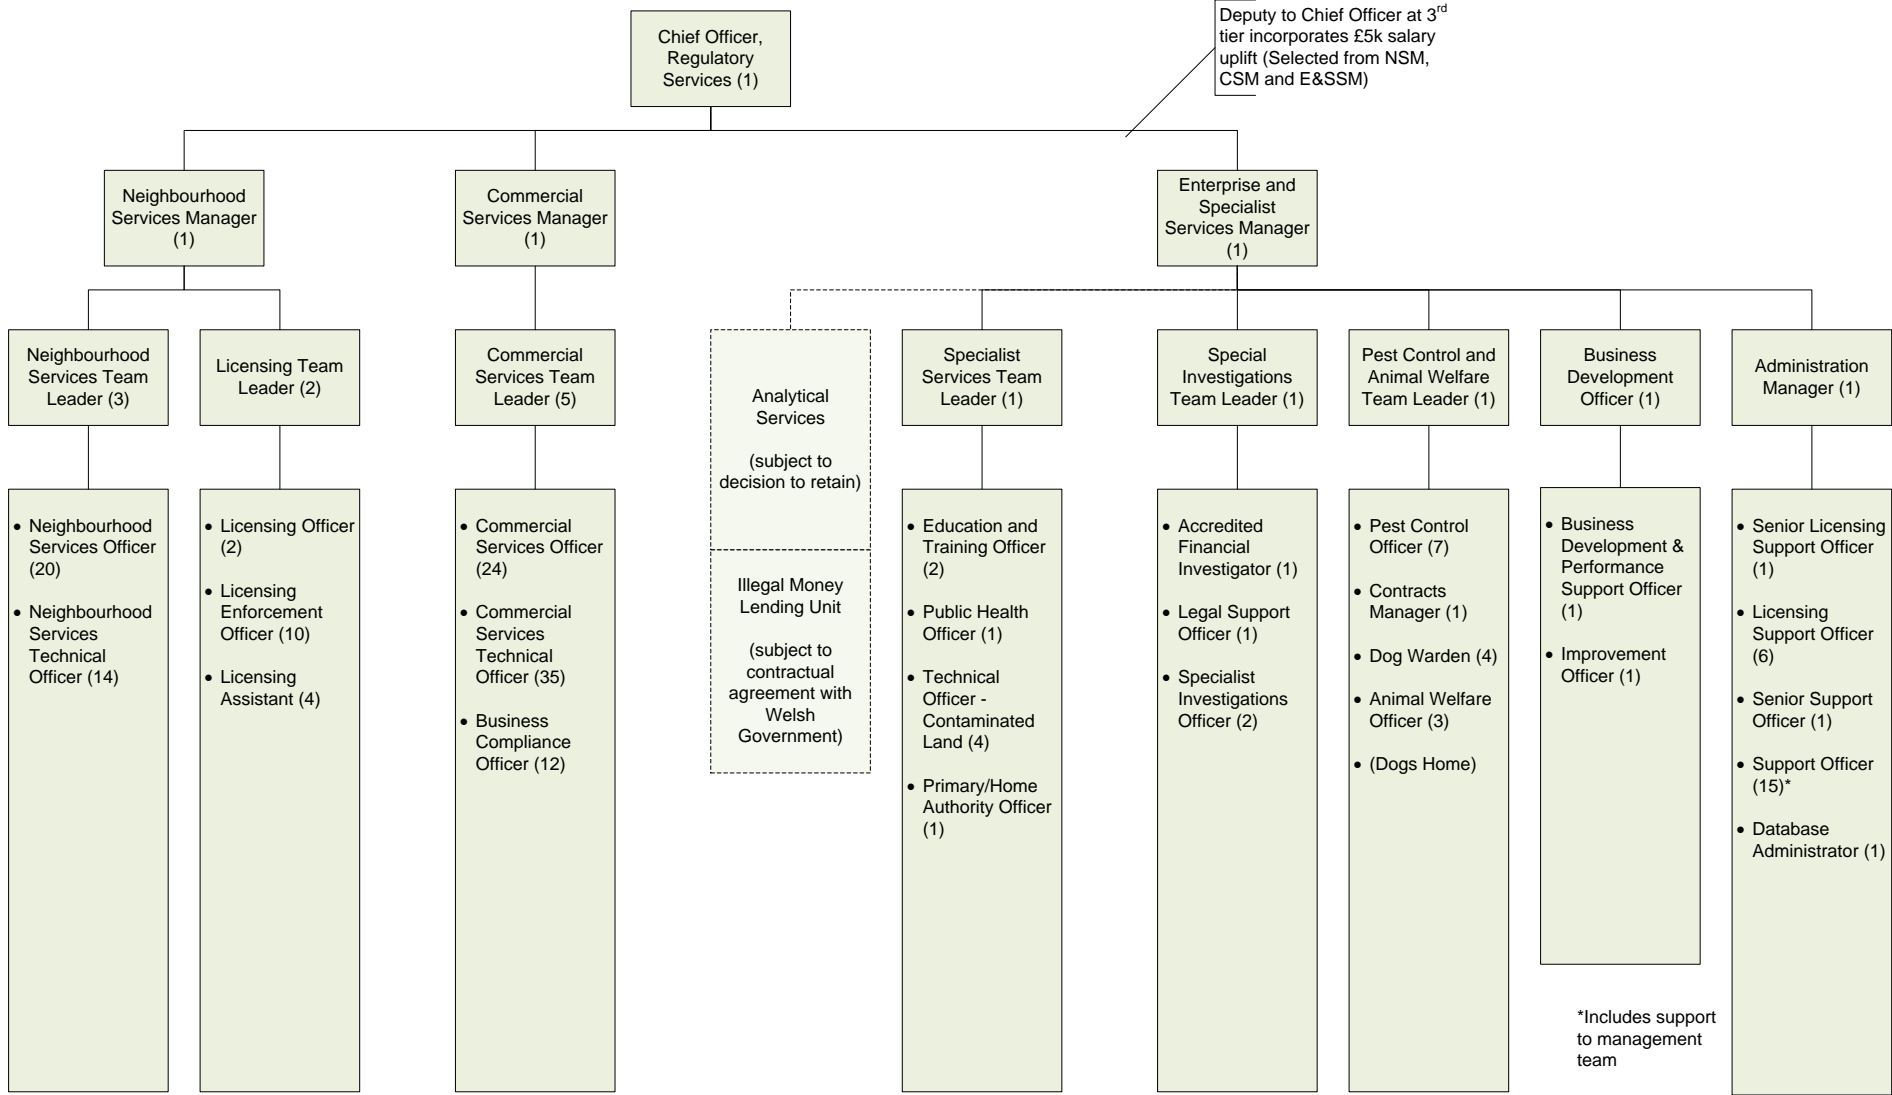 Chief Officer,
Regulatory
Services (1)
Deputy to Chief Officer at 3rd
tier incorporates £5k salary
uplift (Selected from NSM,
CSM and E&SSM)
Neighbourhood
Services Manager
(1)
Commercial
Services Manager
(1)
Enterprise and
Specialist
Services Manager
(1)
Neighbourhood
Services Team
Leader (3)
Licensing Team
Leader (2)
Commercial
Services Team
Leader (5)
Analytical
Services
(subject to
decision to retain)
Illegal Money
Lending Unit
(subject to
contractual
agreement with
Welsh
Government)
Specialist
Services Team
Leader (1)
Special
Investigations
Team Leader (1)
Pest Control and
Animal Welfare
Team Leader (1)
Business
Development
Officer (1)
Administration
Manager (1)
• Neighbourhood
Services Officer
(20)
• Neighbourhood
Services
Technical
Officer (14)
• Licensing Officer
(2)
• Licensing
Enforcement
Officer (10)
• Licensing
Assistant (4)
• Commercial
Services Officer
(24)
• Commercial
Services
Technical
Officer (35)
• Business
Compliance
Officer (12)
• Education and
Training Officer
(2)
• Public Health
Officer (1)
• Technical
Officer -
Contaminated
Land (4)
• Primary/Home
Authority Officer
(1)
• Accredited
Financial
Investigator (1)
• Legal Support
Officer (1)
• Specialist
Investigations
Officer (2)
• Pest Control
Officer (7)
• Contracts
Manager (1)
• Dog Warden (4)
• Animal Welfare
Officer (3)
• (Dogs Home)
• Business
Development &
Performance
Support Officer
(1)
• Improvement
Officer (1)
• Senior Licensing
Support Officer
(1)
• Licensing
Support Officer
(6)
• Senior Support
Officer (1)
• Support Officer
(15)*
• Database
Administrator (1)
*Includes support
to management
team